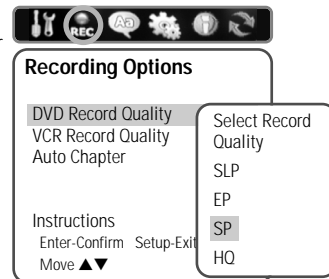 REC
Aa
i
Recording Options
DVD Record Quality
VCR Record Quality
Auto Chapter
Select Record
Quality
SLP
EP
SP
HQ
Instructions
Enter-Confirm Setup-Exit
Move ▲▼